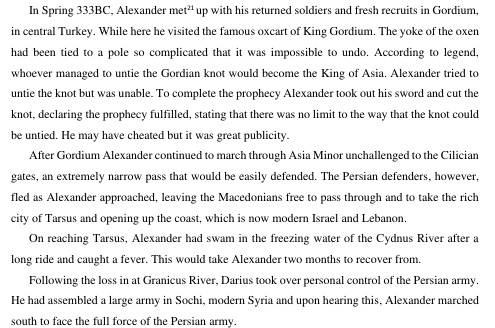 In Spring 333BC, Alexander met²¹ up with his returned soldiers and fresh recruits in Gordium,
in central Turkey. While here he visited the famous oxcart of King Gordium. The yoke of the oxen
had been tied to a pole so complicated that it was impossible to undo. According to legend,
whoever managed to untie the Gordian knot would become the King of Asia. Alexander tried to
untie the knot but was unable. To complete the prophecy Alexander took out his sword and cut the
knot, declaring the prophecy fulfilled, stating that there was no limit to the way that the knot could
be untied. He may have cheated but it was great publicity.
After Gordium Alexander continued to march through Asia Minor unchallenged to the Cilician
gates, an extremely narrow pass that would be easily defended. The Persian defenders, however,
fled as Alexander approached, leaving the Macedonians free to pass through and to take the rich
city of Tarsus and opening up the coast, which is now modern Israel and Lebanon.
On reaching Tarsus, Alexander had swam in the freezing water of the Cydnus River after a
long ride and caught a fever. This would take Alexander two months to recover from.
Following the loss in at Granicus River, Darius took over personal control of the Persian army.
He had assembled a large army in Sochi, modern Syria and upon hearing this, Alexander marched
south to face the full force of the Persian army.